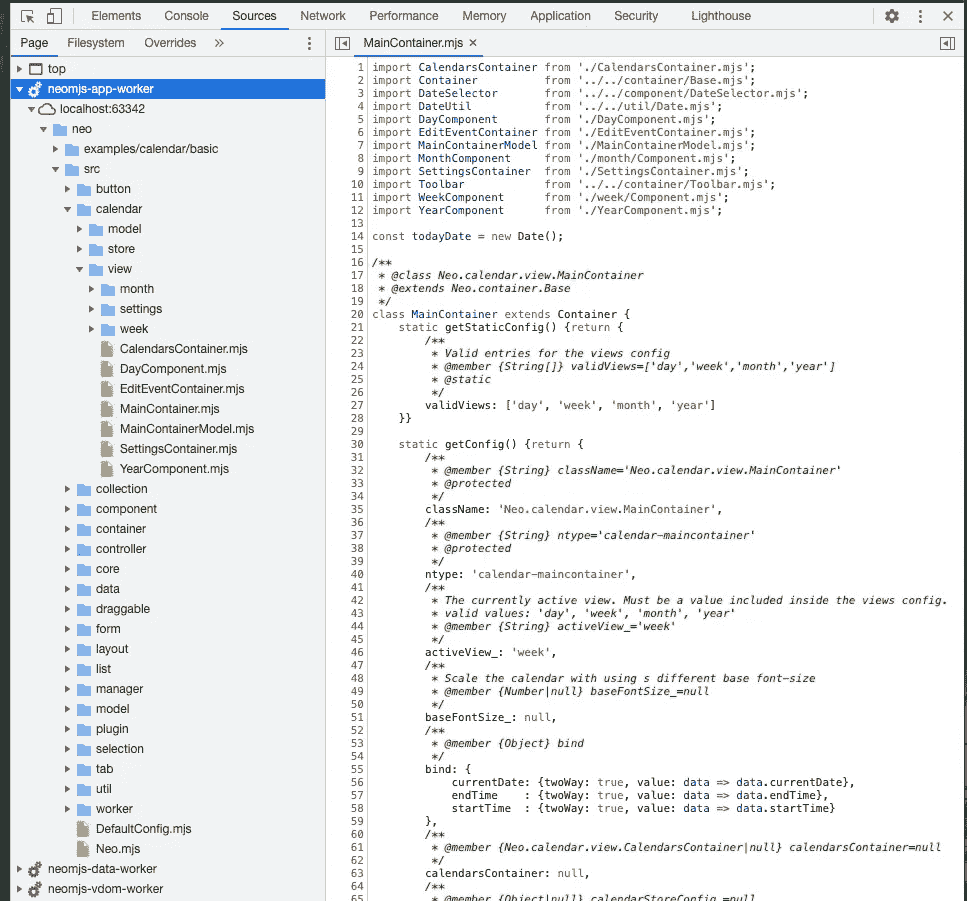 Elements Console Sources Network Performance Memory Application Security Lighthouse
Page Filesystem Overrides »
MainContainer.mjs ×
top
neomjs-app-worker
localhost:63342
neo
examples/calendar/basic
src
button
calendar
model
store
view
month
settings
week
CalendarsContainer.mjs
DayComponent.mjs
EditEventContainer.mjs
MainContainer.mjs
MainContainerModel.mjs
SettingsContainer.mjs
YearComponent.mjs
collection
component
container
controller
core
data
draggable
form
layout
list
manager
model
plugin
selection
tab
util
worker
DefaultConfig.mjs
Neo.mjs
neomjs-data-worker
neomjs-vdom-worker
1 import CalendarsContainer from './CalendarsContainer.mjs';
2 import Container from '../../container/Base.mjs';
3 import DateSelector from '../../component/DateSelector.mjs';
4 import DateUtil from '../../util/Date.mjs';
5 import DayComponent from './DayComponent.mjs';
6 import EditEventContainer from './EditEventContainer.mjs';
7 import MainContainerModel from './MainContainerModel.mjs';
8 import MonthComponent from './month/Component.mjs';
9 import SettingsContainer from './SettingsContainer.mjs';
10 import Toolbar from '../../container/Toolbar.mjs';
11 import WeekComponent from './week/Component.mjs';
12 import YearComponent from './YearComponent.mjs';
13
14 const todayDate = new Date();
15
16 /**
17 * @class Neo.calendar.view.MainContainer
18 * @extends Neo.container.Base
19 */
20 class MainContainer extends Container {
21 static getStaticConfig() {return {
22 /**
23 * Valid entries for the views config
24 * @member {String[]} validViews=['day','week','month','year']
25 * @static
26 */
27 validViews: ['day', 'week', 'month', 'year']
28 }}
29
30 static getConfig() {return {
31 /**
32 * @member {String} className='Neo.calendar.view.MainContainer'
33 * @protected
34 */
35 className: 'Neo.calendar.view.MainContainer',
36 /**
37 * @member {String} ntype='calendar-maincontainer'
38 * @protected
39 */
40 ntype: 'calendar-maincontainer',
41 /**
42 * The currently active view. Must be a value included inside the views config.
43 * valid values: 'day', 'week', 'month', 'year'
44 * @member {String} activeView_='week'
45 */
46 activeView_: 'week',
47 /**
48 * Scale the calendar with using s different base font-size
49 * @member {Number|null} baseFontSize_=null
50 */
51 baseFontSize_: null,
52 /**
53 * @member {Object} bind
54 */
55 bind: {
56 currentDate: {twoWay: true, value: data => data.currentDate},
57 endTime : {twoWay: true, value: data => data.endTime},
58 startTime : {twoWay: true, value: data => data.startTime}
59 },
60 /**
61 * @member {Neo.calendar.view.CalendarsContainer|null} calendarsContainer=null
62 */
63 calendarsContainer: null,
64 /**
65 * @member {Object|null} calendarStoreConfig_=null